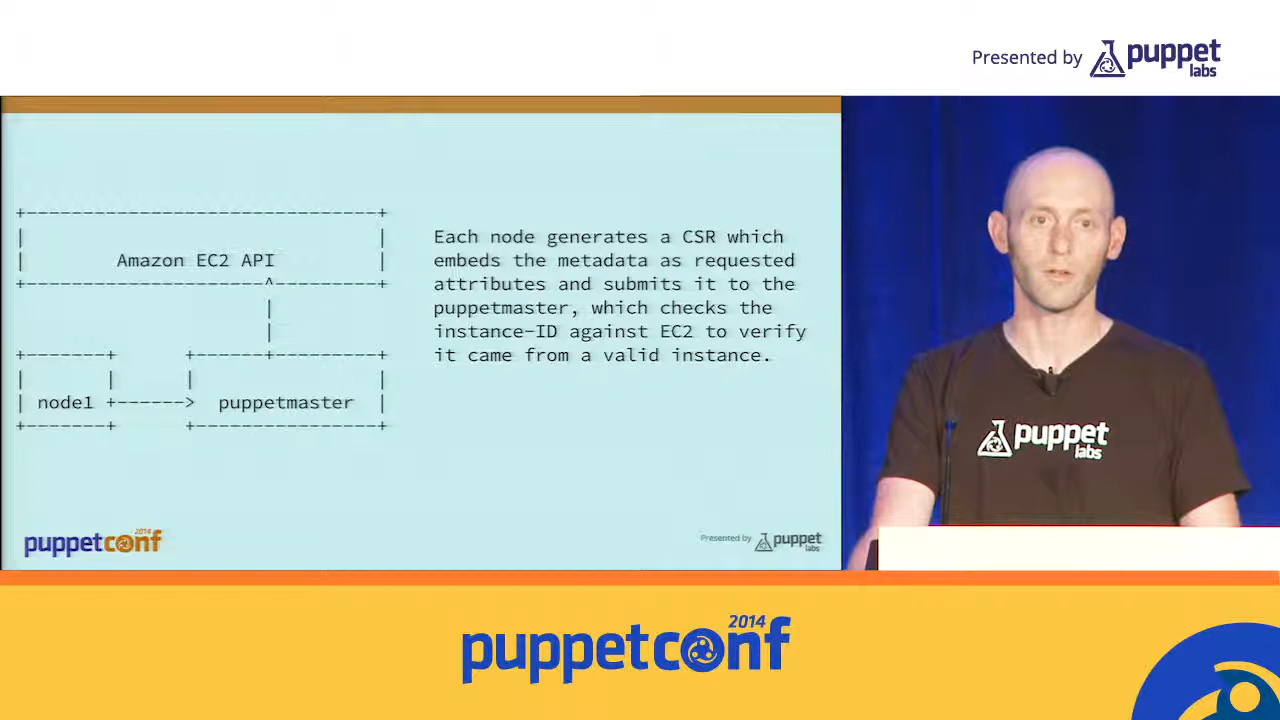 Presented by puppet labs
+--------------------------------+
|                                |
|        Amazon EC2 API          |
+---------------------^----------+
                      |
                      |
+-------+      +------+----------+
|       |      |                 |
| node1 +------>  puppetmaster   |
+-------+      +-----------------+
Each node generates a CSR which
embeds the metadata as requested
attributes and submits it to the
puppetmaster, which checks the
instance-ID against EC2 to verify
it came from a valid instance.
puppet labs
2014
puppetconf
Presented by puppet labs
2014
puppetconf